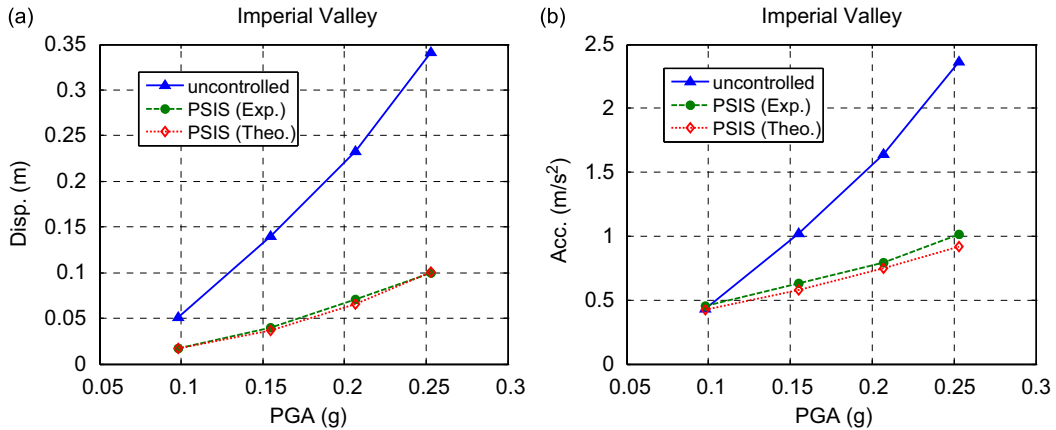 (a)
Imperial Valley
0.35
0.3
0.25
0.2
0.15
0.1
0.05
0
Disp. (m)
uncontrolled
PSIS (Exp.)
PSIS (Theo.)
0.05
0.1
0.15
0.2
0.25
0.3
PGA (g)
(b)
Imperial Valley
2.5
2
1.5
1
0.5
0
Acc. (m/s²)
uncontrolled
PSIS (Exp.)
PSIS (Theo.)
0.05
0.1
0.15
0.2
0.25
0.3
PGA (g)